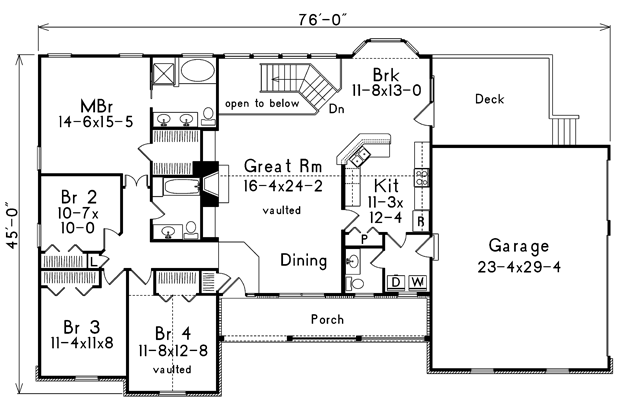 76'-0"
45'-0"
MBr
14-6x15-5
open to below
Dn
Brk
11-8x13-0
Deck
Great Rm
16-4x24-2
vaulted
Kit
11-3x
12-4
R
P
Br 2
10-7x
10-0
L
Dining
D
W
Garage
23-4x29-4
Br 3
11-4x11x8
Br 4
11-8x12-8
vaulted
Porch